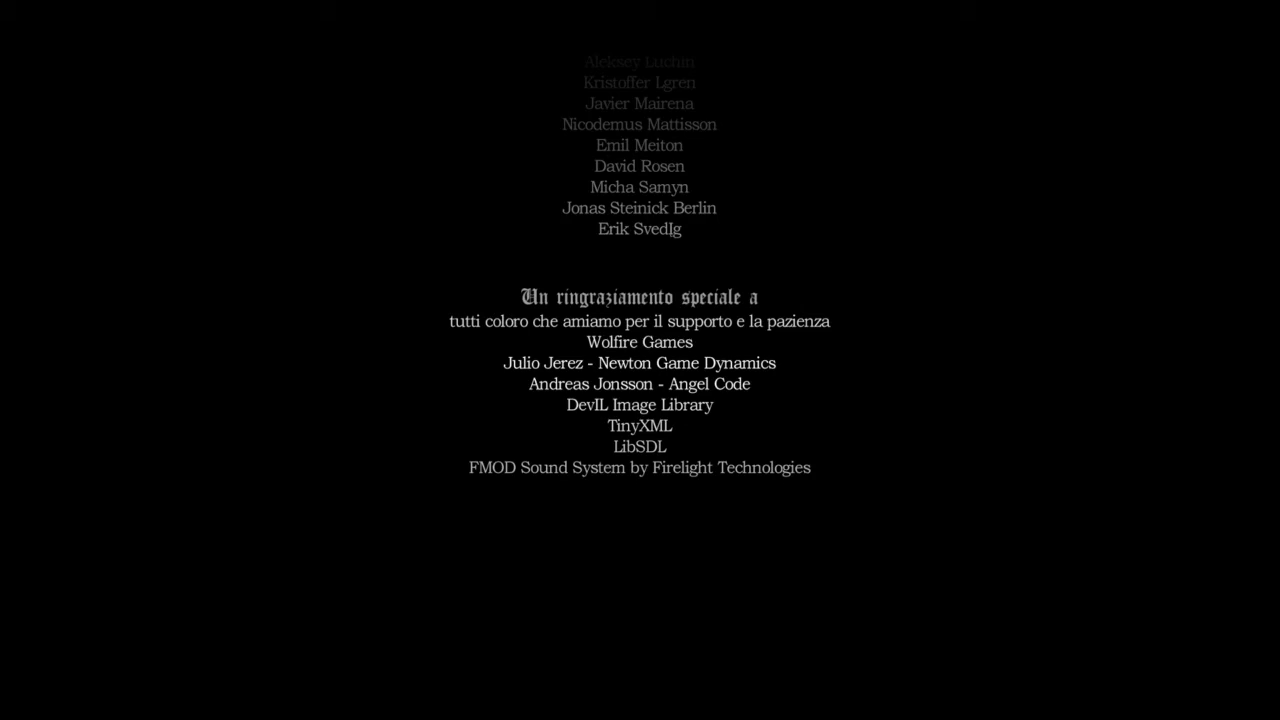 Aleksey Luchin
Kristoffer Lgren
Javier Mairena
Nicodemus Mattisson
Emil Meiton
David Rosen
Micha Samyn
Jonas Steinick Berlin
Erik SvedIg
Un ringraziamento speciale a
tutti coloro che amiamo per il supporto e la pazienza
Wolfire Games
Julio Jerez - Newton Game Dynamics
Andreas Jonsson - Angel Code
DevIL Image Library
TinyXML
LibSDL
FMOD Sound System by Firelight Technologies